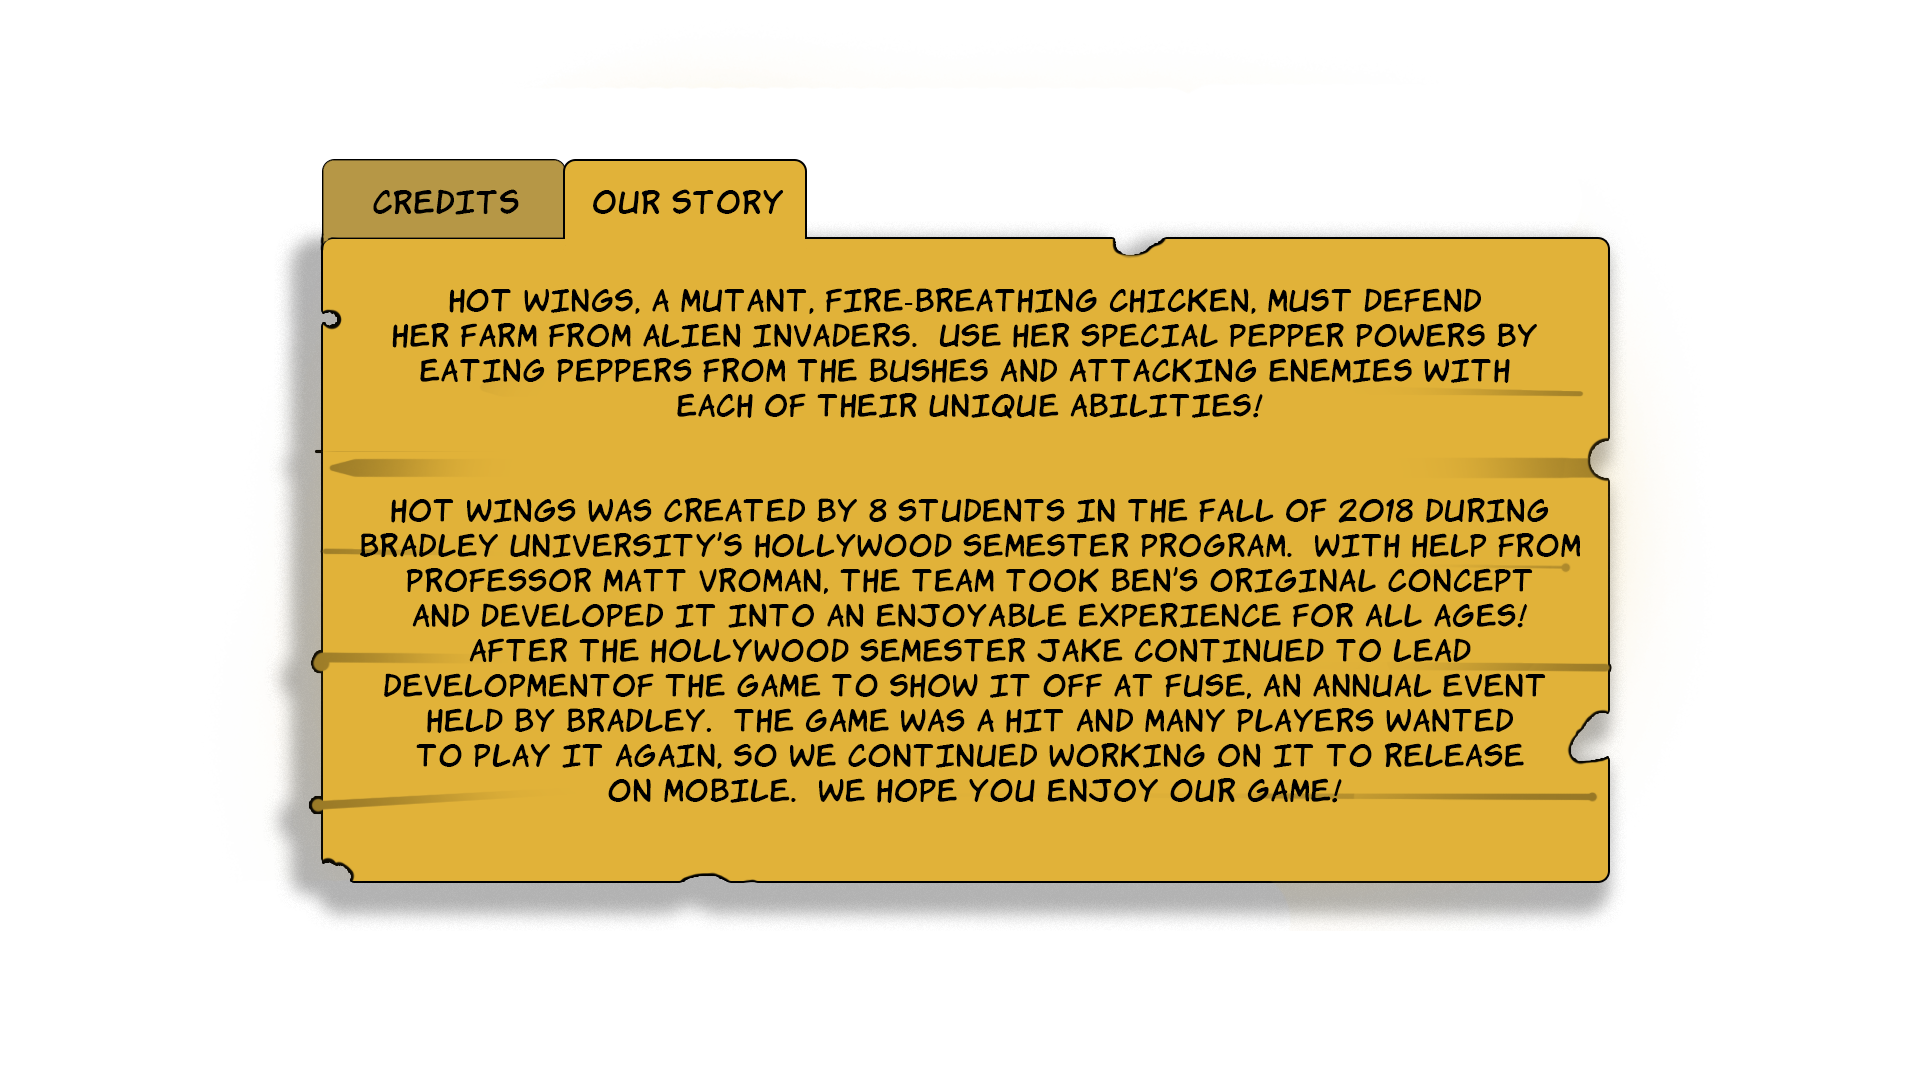 CREDITS
OUR STORY
HOT WINGS, A MUTANT, FIRE-BREATHING CHICKEN, MUST DEFEND
HER FARM FROM ALIEN INVADERS.  USE HER SPECIAL PEPPER POWERS BY
EATING PEPPERS FROM THE BUSHES AND ATTACKING ENEMIES WITH
EACH OF THEIR UNIQUE ABILITIES!
HOT WINGS WAS CREATED BY 8 STUDENTS IN THE FALL OF 2018 DURING
BRADLEY UNIVERSITY'S HOLLYWOOD SEMESTER PROGRAM.  WITH HELP FROM
PROFESSOR MATT VROMAN, THE TEAM TOOK BEN'S ORIGINAL CONCEPT
AND DEVELOPED IT INTO AN ENJOYABLE EXPERIENCE FOR ALL AGES!
AFTER THE HOLLYWOOD SEMESTER JAKE CONTINUED TO LEAD
DEVELOPMENTOF THE GAME TO SHOW IT OFF AT FUSE, AN ANNUAL EVENT
HELD BY BRADLEY.  THE GAME WAS A HIT AND MANY PLAYERS WANTED
TO PLAY IT AGAIN, SO WE CONTINUED WORKING ON IT TO RELEASE
ON MOBILE.  WE HOPE YOU ENJOY OUR GAME!